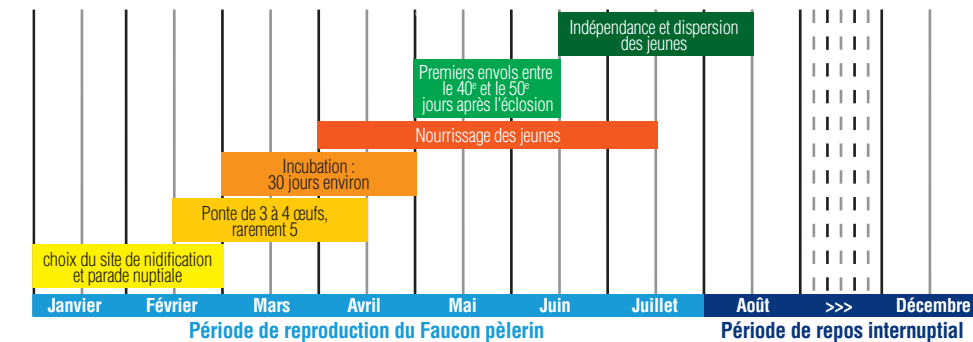 Indépendance et dispersion
des jeunes
Premiers envols entre
le 40e et le 50e
jours après l'éclosion
Nourrissage des jeunes
Incubation :
30 jours environ
Ponte de 3 à 4 œufs,
rarement 5
choix du site de nidification
et parade nuptiale
Janvier Février Mars Avril Mai Juin Juillet Août >>> Décembre
Période de reproduction du Faucon pèlerin Période de repos internuptial